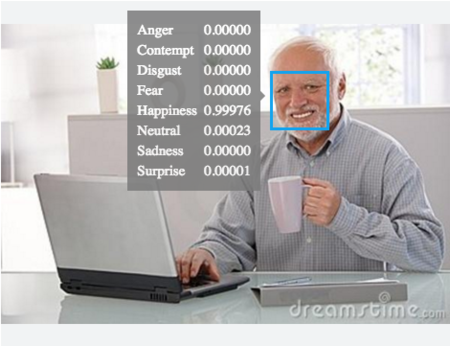 Anger 0.00000
Contempt 0.00000
Disgust 0.00000
Fear 0.00000
Happiness 0.99976
Neutral 0.00023
Sadness 0.00000
Surprise 0.00001
dreamstime.com